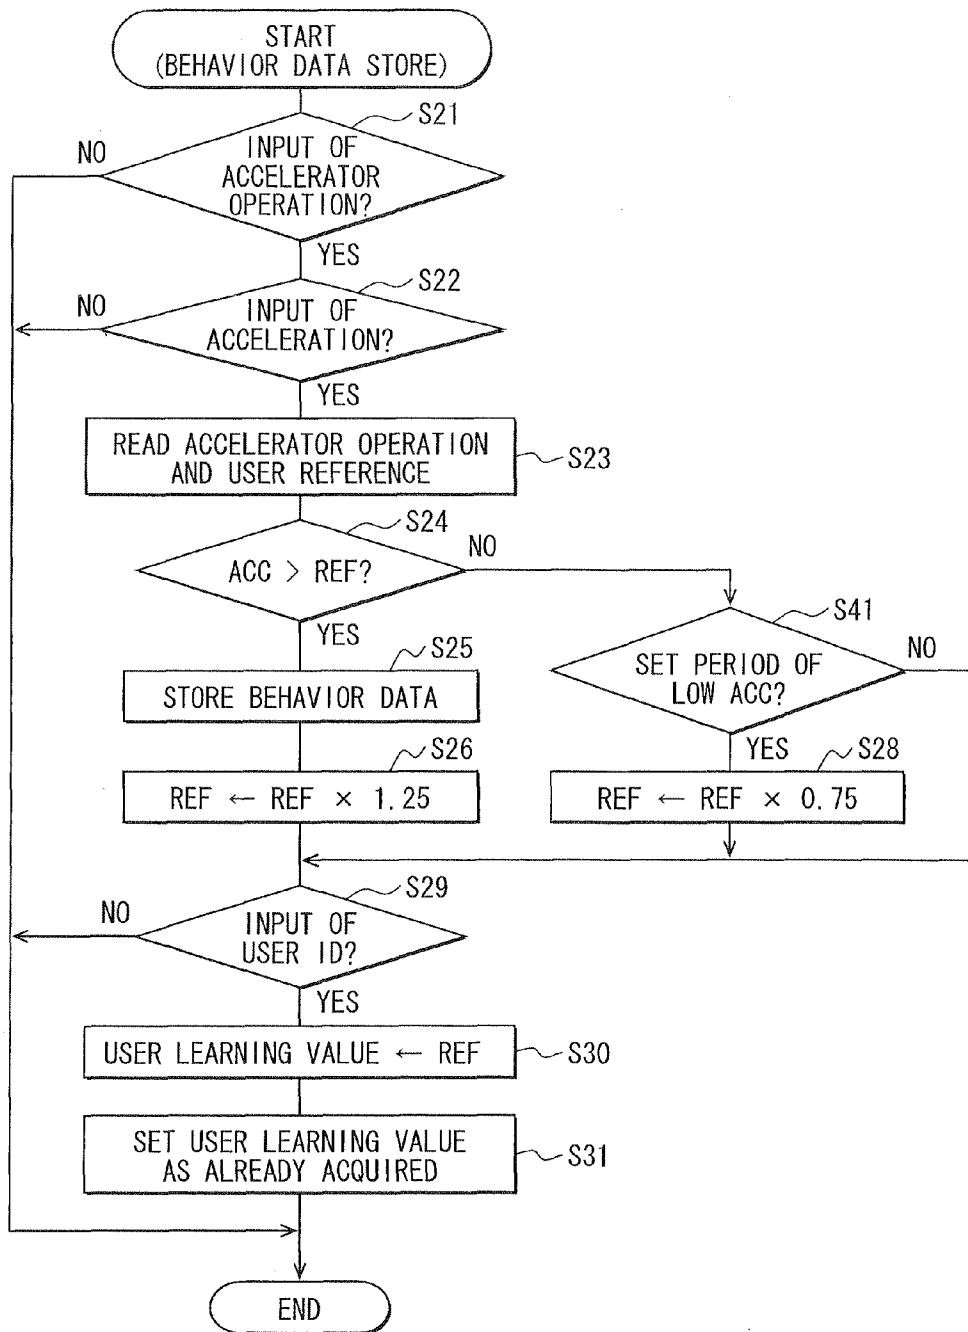 START
(BEHAVIOR DATA STORE)
S21
NO
INPUT OF
ACCELERATOR
OPERATION?
YES
S22
NO
INPUT OF
ACCELERATION?
YES
READ ACCELERATOR OPERATION
AND USER REFERENCE
S23
S24
ACC > REF?
NO
YES
S41
SET PERIOD OF
LOW ACC?
NO
YES
S25
STORE BEHAVIOR DATA
S26
REF ← REF × 1.25
S28
REF ← REF × 0.75
S29
NO
INPUT OF
USER ID?
YES
USER LEARNING VALUE ← REF
S30
SET USER LEARNING VALUE
AS ALREADY ACQUIRED
S31
END